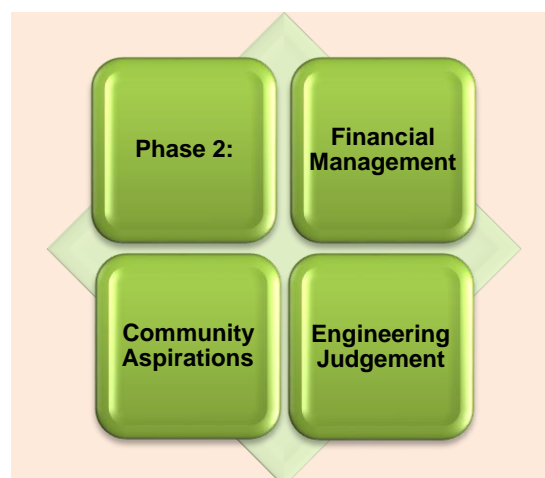 Phase 2:
Financial
Management
Community
Aspirations
Engineering
Judgement